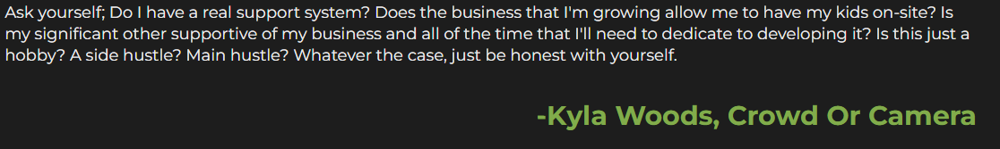 Ask yourself; Do I have a real support system? Does the business that I'm growing allow me to have my kids on-site? Is
my significant other supportive of my business and all of the time that I'll need to dedicate to developing it? Is this just a
hobby? A side hustle? Main hustle? Whatever the case, just be honest with yourself.
-Kyla Woods, Crowd Or Camera